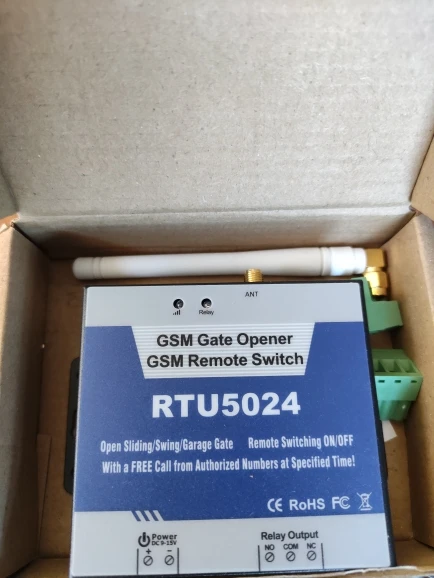 ANT
Relay
GSM Gate Opener
GSM Remote Switch
RTU5024
Open Sliding/Swing/Garage Gate Remote Switching ON/OFF
With a FREE Call from Authorized Numbers at Specified Time!
CE RoHS FC
Power
DC 9-15V
+ -
Relay Output
NO COM NC